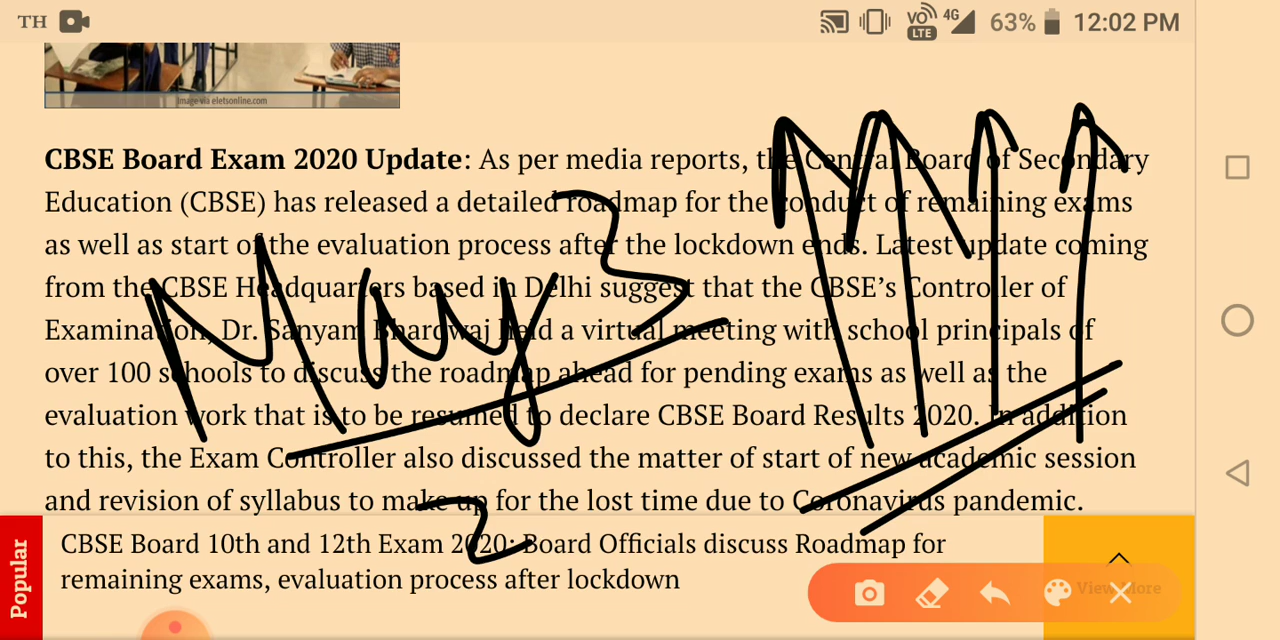 TH VO LTE 4G 63% 12:02 PM
Image via eletsonline.com
CBSE Board Exam 2020 Update: As per media reports, the Central Board of Secondary
Education (CBSE) has released a detailed roadmap for the conduct of remaining exams
as well as start of the evaluation process after the lockdown ends. Latest update coming
from the CBSE Headquarters based in Delhi suggest that the CBSE's Controller of
Examination, Dr. Sanyam Bhardwaj held a virtual meeting with school principals of
over 100 schools to discuss the roadmap ahead for pending exams as well as the
evaluation work that is to be resumed to declare CBSE Board Results 2020. In addition
to this, the Exam Controller also discussed the matter of start of new academic session
and revision of syllabus to make up for the lost time due to Coronavirus pandemic.
May 3
Popular
CBSE Board 10th and 12th Exam 2020: Board Officials discuss Roadmap for
remaining exams, evaluation process after lockdown
View More